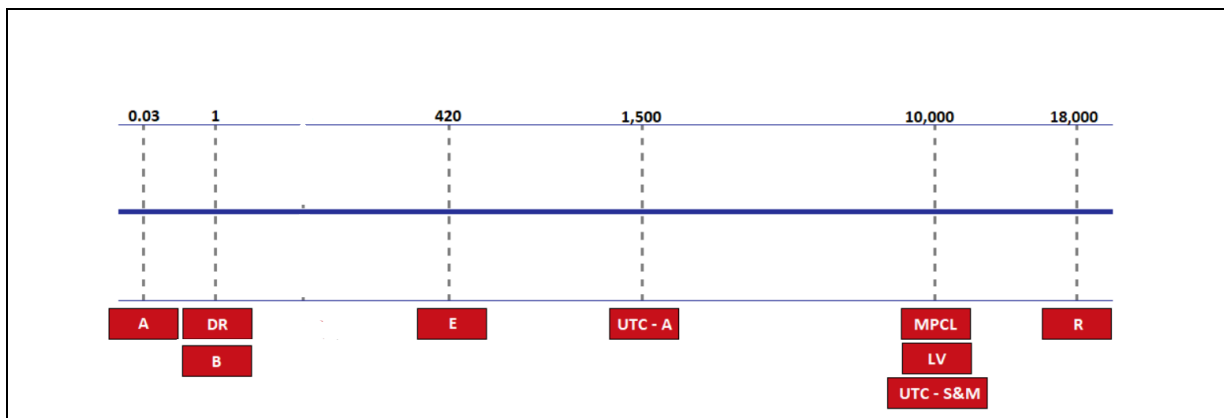 0.03 1 420 1,500 10,000 18,000
A DR E UTC - A MPCL R
B LV
UTC - S&M